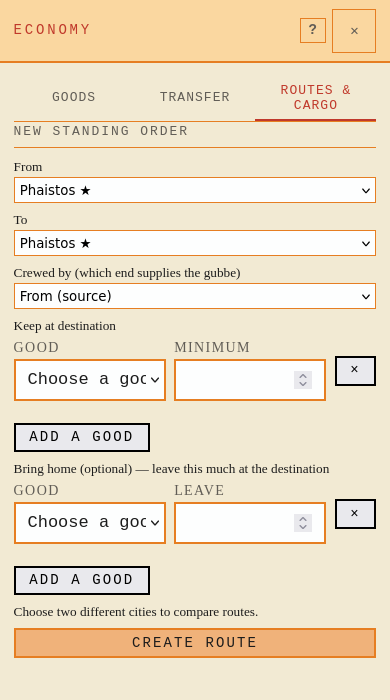 ECONOMY ? ×
GOODS TRANSFER ROUTES &
CARGO
NEW STANDING ORDER
From
Phaistos ★
To
Phaistos ★
Crewed by (which end supplies the gubbe)
From (source)
Keep at destination
GOOD MINIMUM
Choose a goo ×
ADD A GOOD
Bring home (optional) — leave this much at the destination
GOOD LEAVE
Choose a goo ×
ADD A GOOD
Choose two different cities to compare routes.
CREATE ROUTE